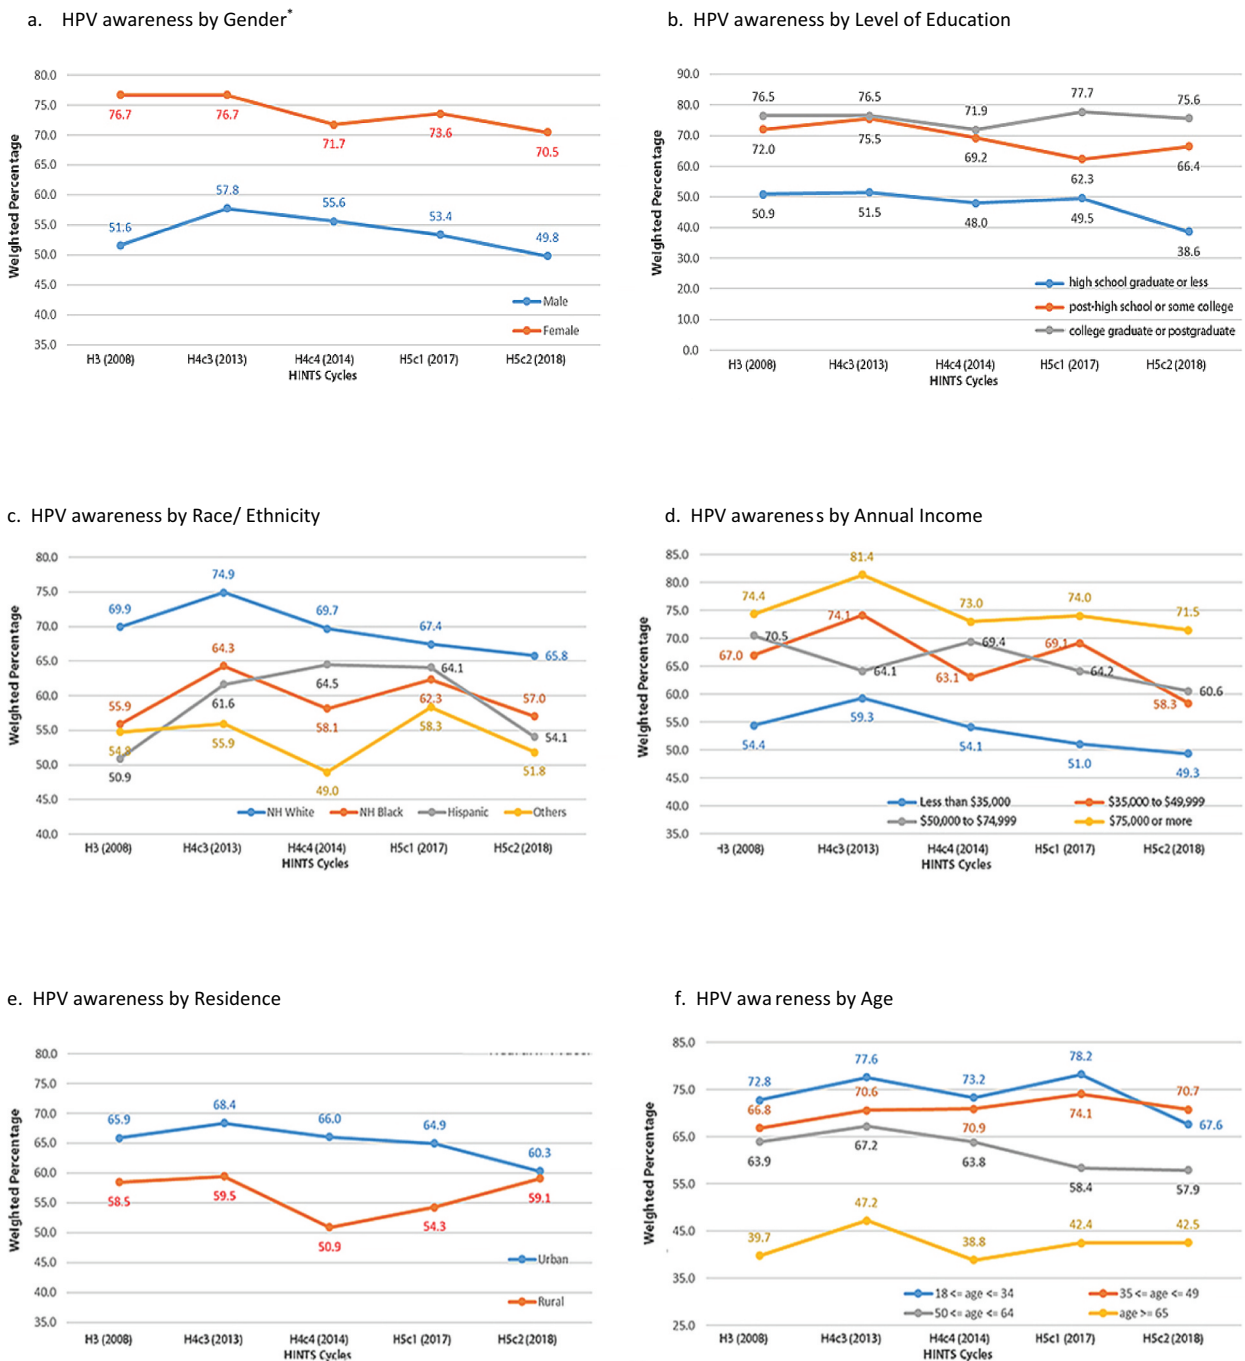 a. HPV awareness by Gender*
80.0
75.0
70.0
65.0
60.0
55.0
50.0
45.0
40.0
35.0
Weighted Percentage
76.7
76.7
71.7
73.6
70.5
51.6
57.8
55.6
53.4
49.8
Male
Female
H3 (2008)
H4c3 (2013)
H4c4 (2014)
H5c1 (2017)
H5c2 (2018)
HINTS Cycles
b. HPV awareness by Level of Education
90.0
80.0
70.0
60.0
50.0
40.0
30.0
20.0
10.0
0.0
Weighted Percentage
76.5
76.5
71.9
77.7
75.6
72.0
75.5
69.2
62.3
66.4
50.9
51.5
48.0
49.5
38.6
high school graduate or less
post-high school or some college
college graduate or postgraduate
H3 (2008)
H4c3 (2013)
H4c4 (2014)
H5c1 (2017)
H5c2 (2018)
HINTS Cycles
c. HPV awareness by Race/ Ethnicity
80.0
75.0
70.0
65.0
60.0
55.0
50.0
45.0
40.0
Weighted Percentage
69.9
74.9
69.7
67.4
65.8
55.9
64.3
58.1
62.3
57.0
50.9
61.6
64.5
64.1
54.1
54.8
55.9
49.0
58.3
51.8
NH White
NH Black
Hispanic
Others
H3 (2008)
H4c3 (2013)
H4c4 (2014)
H5c1 (2017)
H5c2 (2018)
HINTS Cycles
d. HPV awareness by Annual Income
85.0
80.0
75.0
70.0
65.0
60.0
55.0
50.0
45.0
40.0
35.0
Weighted Percentage
74.4
81.4
73.0
74.0
71.5
67.0
74.1
63.1
69.1
58.3
70.5
64.1
69.4
64.2
60.6
54.4
59.3
54.1
51.0
49.3
Less than $35,000
$35,000 to $49,999
$50,000 to $74,999
$75,000 or more
H3 (2008)
H4c3 (2013)
H4c4 (2014)
H5c1 (2017)
H5c2 (2018)
HINTS Cycles
e. HPV awareness by Residence
80.0
75.0
70.0
65.0
60.0
55.0
50.0
45.0
40.0
35.0
Weighted Percentage
65.9
68.4
66.0
64.9
60.3
58.5
59.5
50.9
54.3
59.1
Urban
Rural
H3 (2008)
H4c3 (2013)
H4c4 (2014)
H5c1 (2017)
H5c2 (2018)
HINTS Cycles
f. HPV awareness by Age
85.0
75.0
65.0
55.0
45.0
35.0
25.0
Weighted Percentage
72.8
77.6
73.2
78.2
67.6
66.8
70.6
70.9
74.1
70.7
63.9
67.2
63.8
58.4
57.9
39.7
47.2
38.8
42.4
42.5
18 <= age <= 34
35 <= age <= 49
50 <= age <= 64
age >= 65
H3 (2008)
H4c3 (2013)
H4c4 (2014)
H5c1 (2017)
H5c2 (2018)
HINTS Cycles